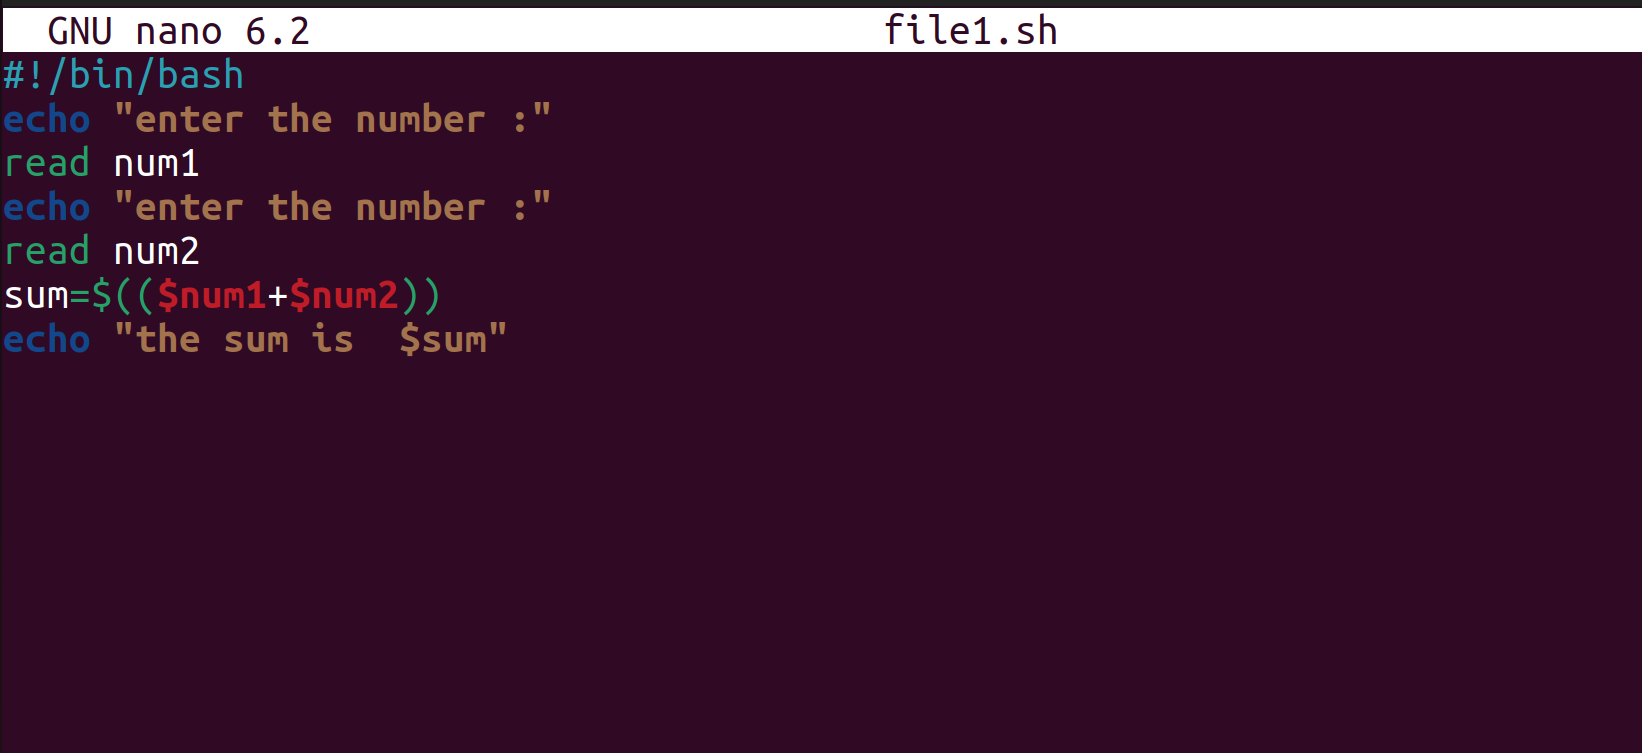 GNU nano 6.2 file1.sh
#!/bin/bash
echo "enter the number :"
read num1
echo "enter the number :"
read num2
sum=$(($num1+$num2))
echo "the sum is  $sum"